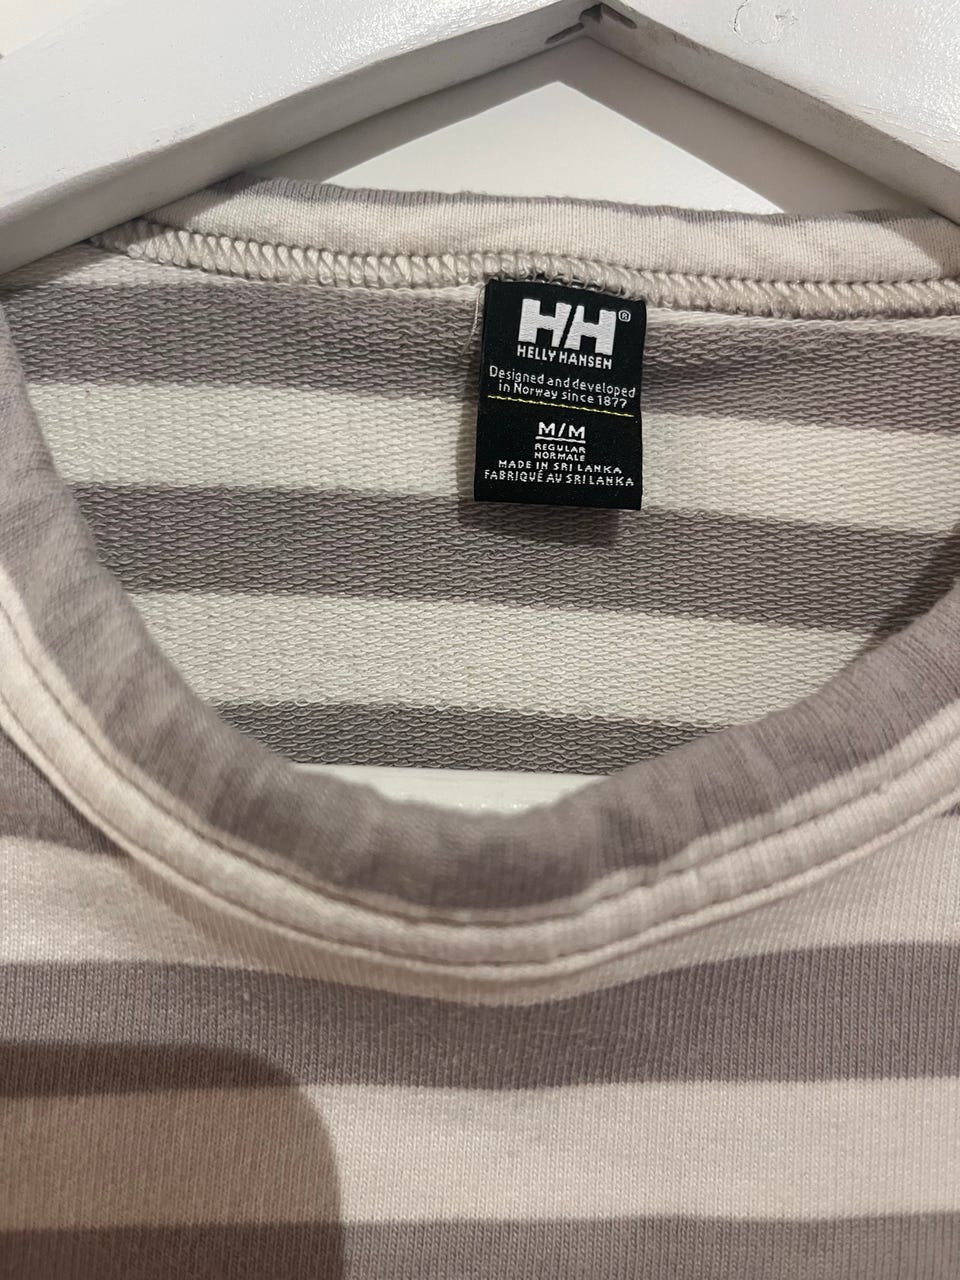 HH®
HELLY HANSEN
Designed and developed
in Norway since 1877
M/M
REGULAR
NORMALE
MADE IN SRI LANKA
FABRIQUÉ AU SRI LANKA